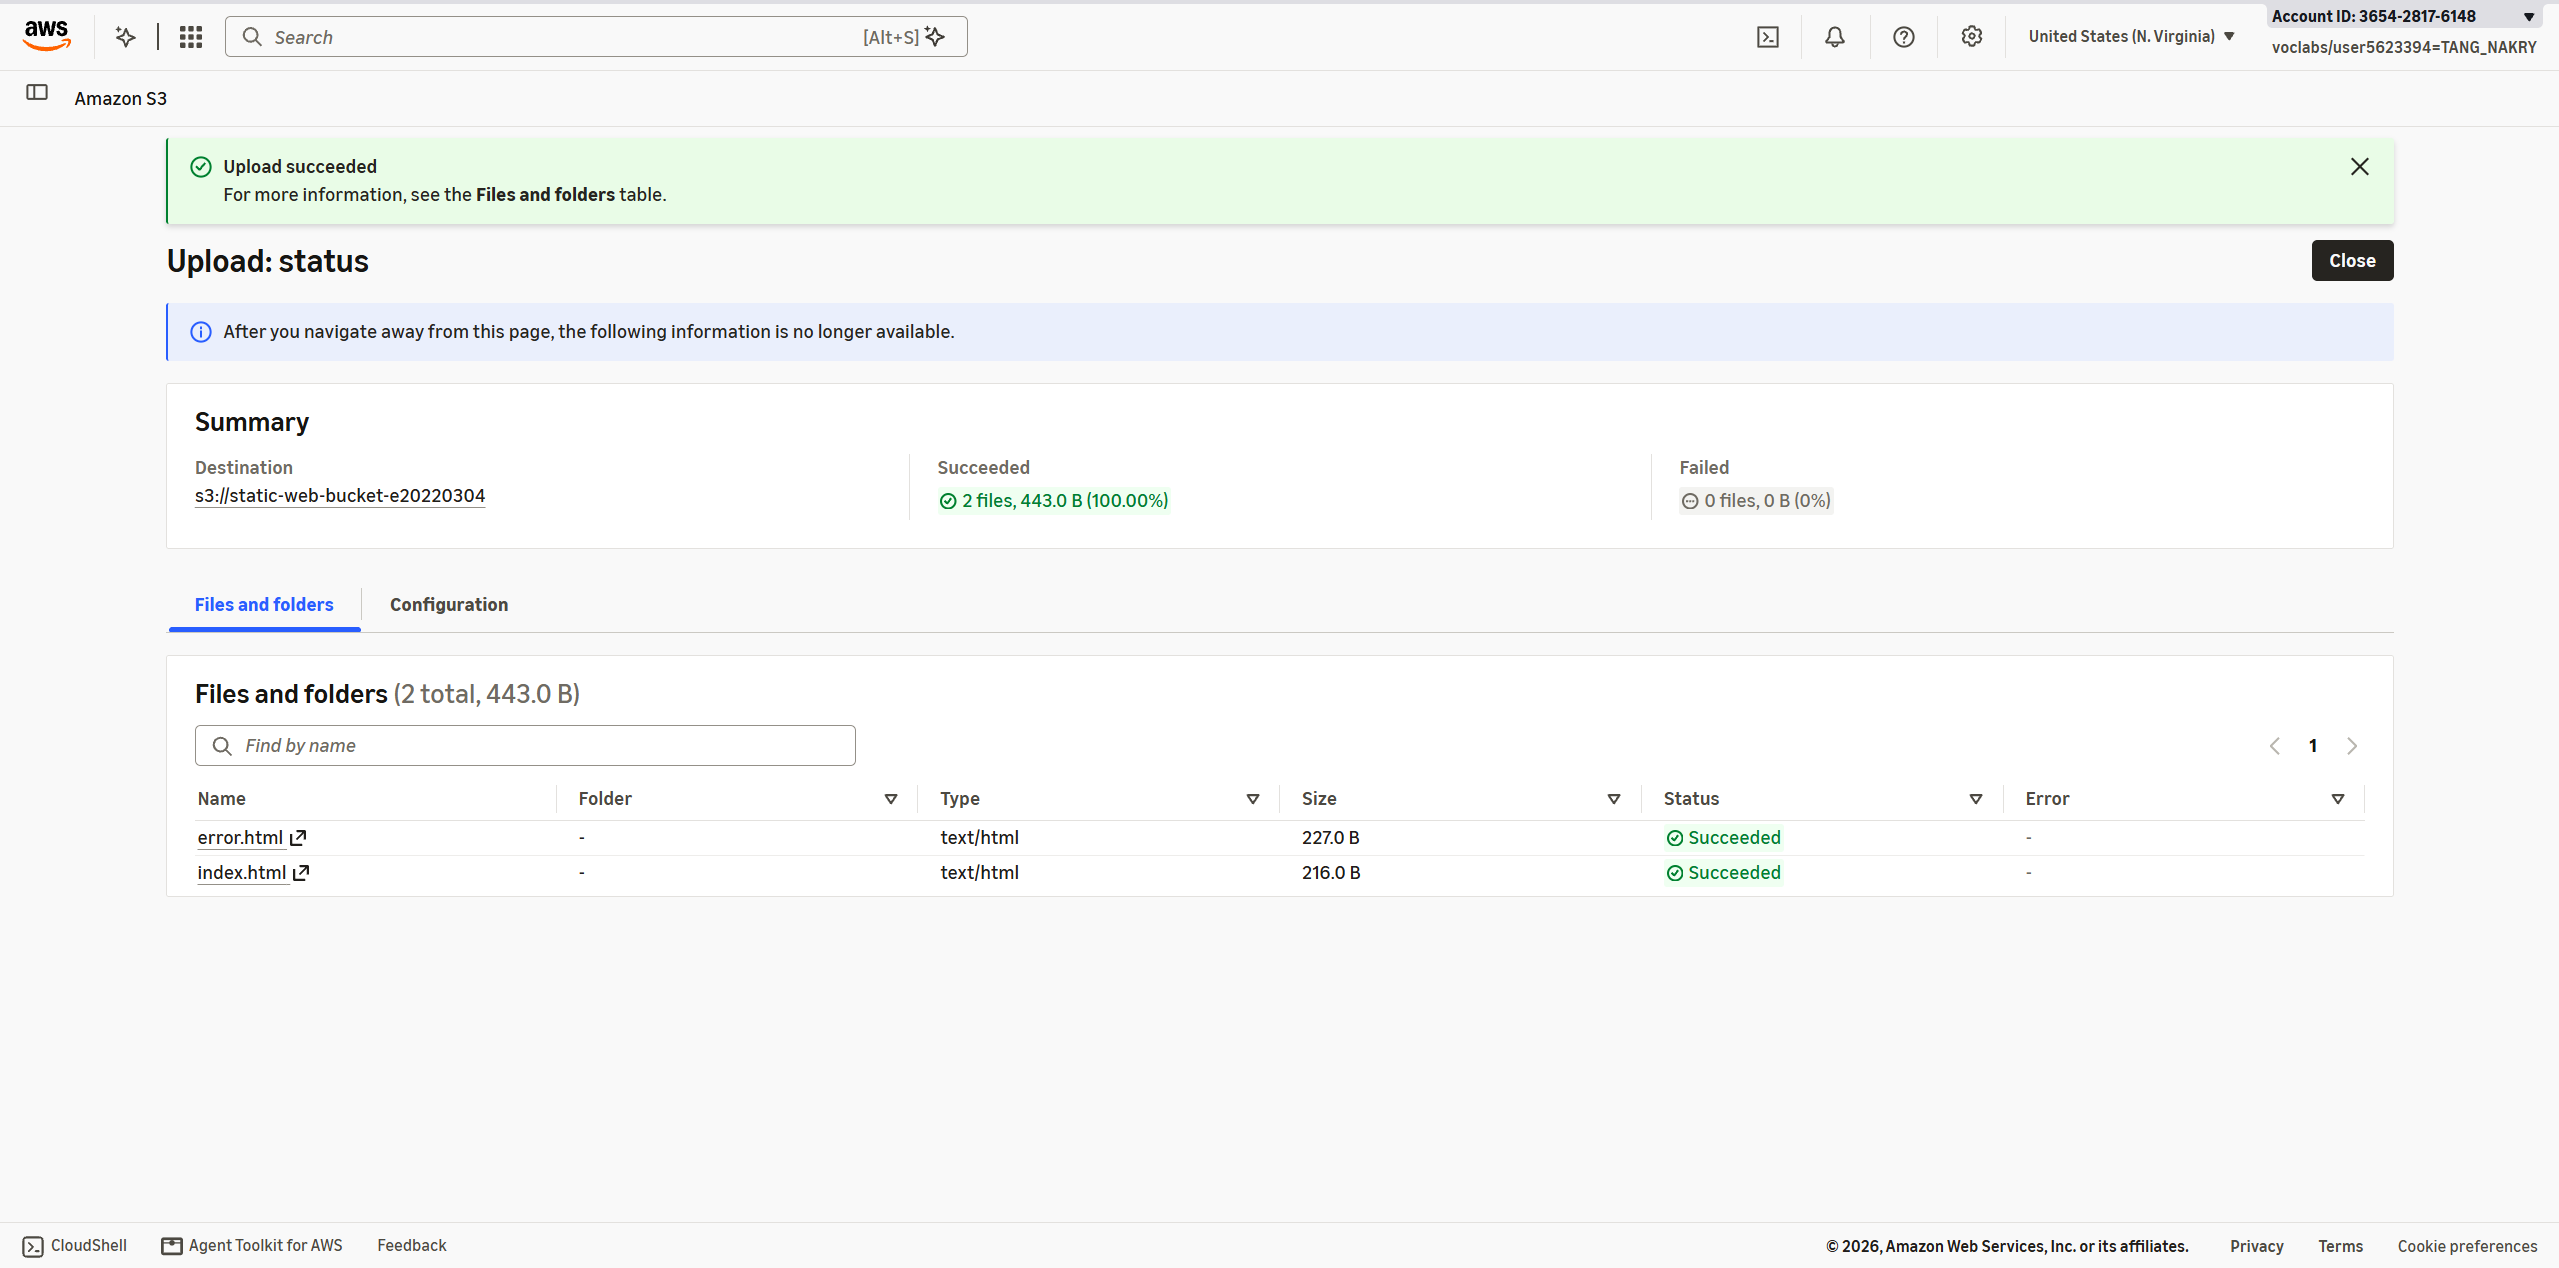 aws
Search [Alt+S]
United States (N. Virginia)
Account ID: 3654-2817-6148
voclabs/user5623394=TANG_NAKRY
Amazon S3
Upload succeeded
For more information, see the Files and folders table.
Upload: status
Close
After you navigate away from this page, the following information is no longer available.
Summary
Destination
s3://static-web-bucket-e20220304
Succeeded
2 files, 443.0 B (100.00%)
Failed
0 files, 0 B (0%)
Files and folders
Configuration
Files and folders (2 total, 443.0 B)
Find by name
1
Name Folder Type Size Status Error
error.html - text/html 227.0 B Succeeded -
index.html - text/html 216.0 B Succeeded -
CloudShell Agent Toolkit for AWS Feedback © 2026, Amazon Web Services, Inc. or its affiliates. Privacy Terms Cookie preferences